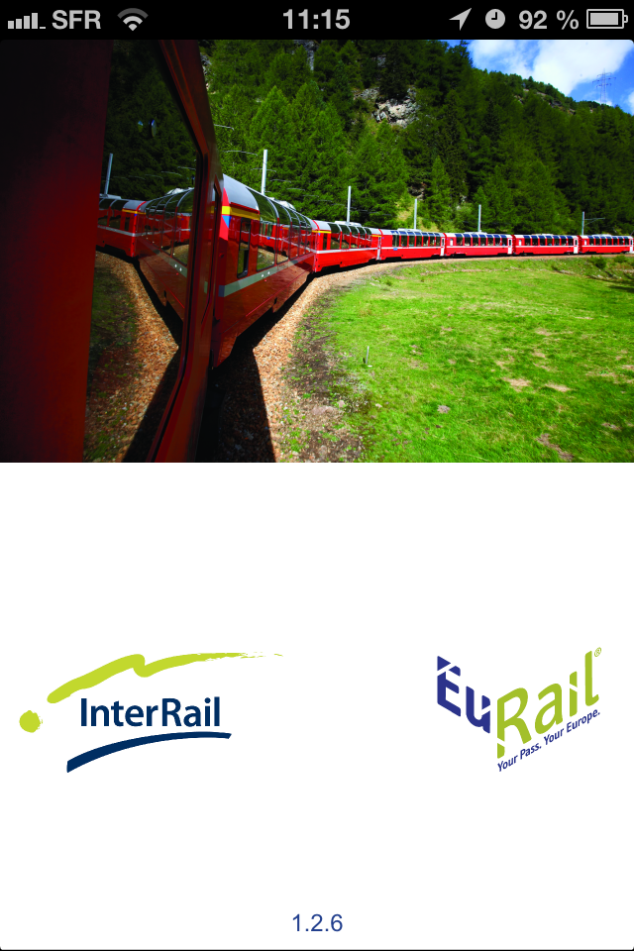 SFR 11:15 92 %
InterRail
EuRail®
Your Pass. Your Europe.
1.2.6